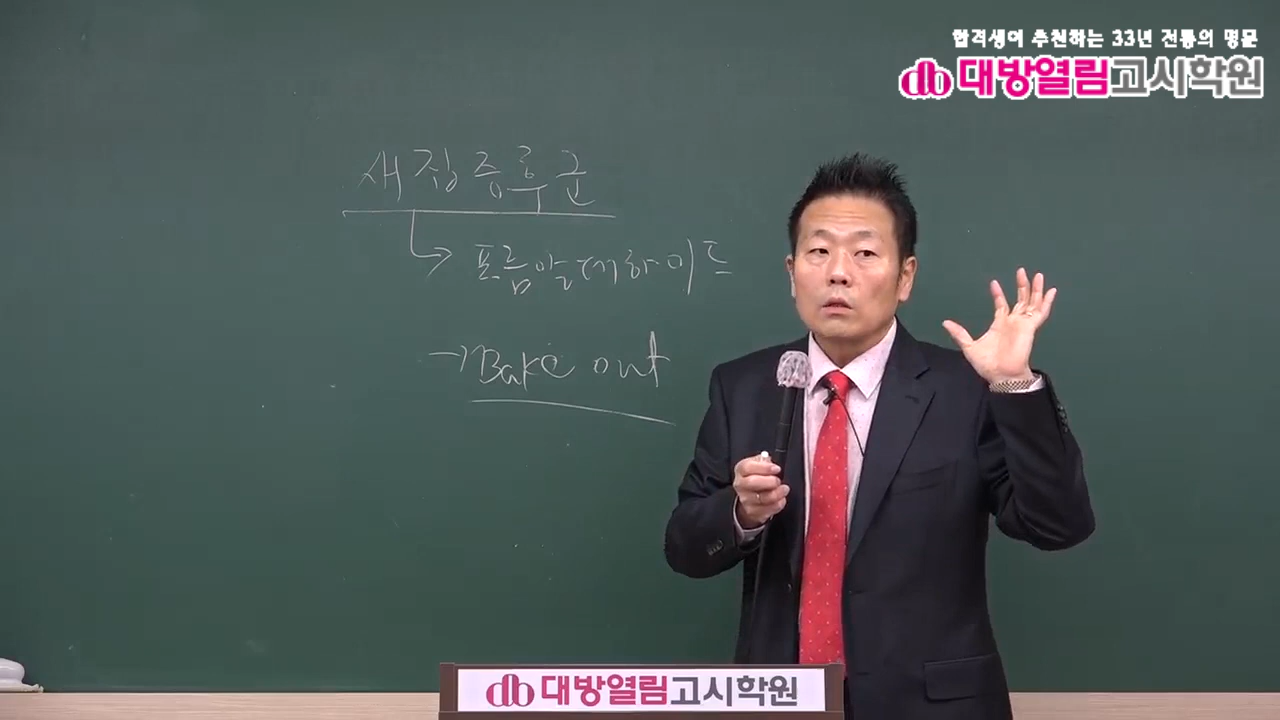 합격생이 추천하는 33년 전통의 명문
대방열림고시학원
새집증후군
→ 포름알데하이드
→ Bake out
대방열림고시학원